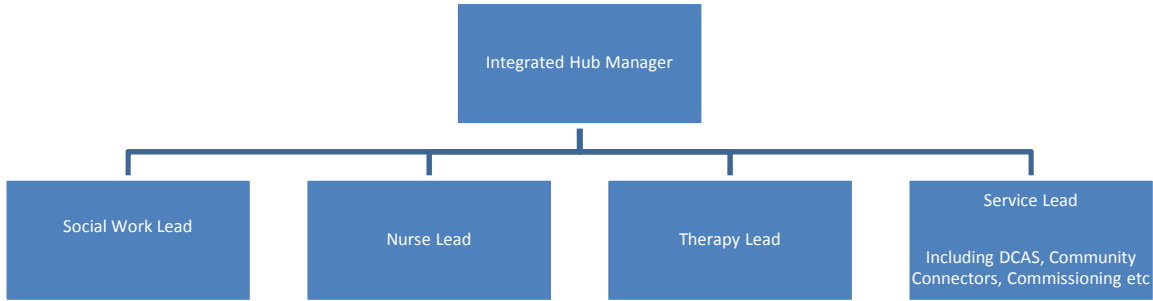 Integrated Hub Manager
Social Work Lead
Nurse Lead
Therapy Lead
Service Lead
Including DCAS, Community
Connectors, Commissioning etc